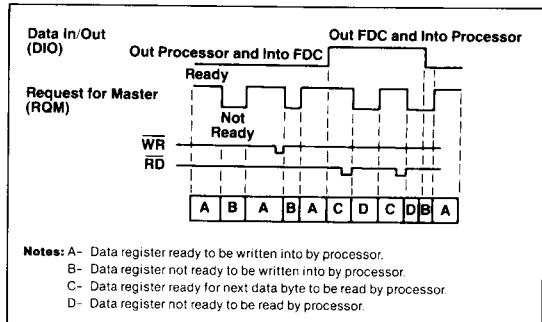 Data In/Out
(DIO)
Out FDC and Into Processor
Out Processor and Into FDC
Ready
Request for Master
(RQM)
Not
Ready
WR
RD
A B A B A C D C D B A
Notes: A- Data register ready to be written into by processor.
B- Data register not ready to be written into by processor.
C- Data register ready for next data byte to be read by processor.
D- Data register not ready to be read by processor.